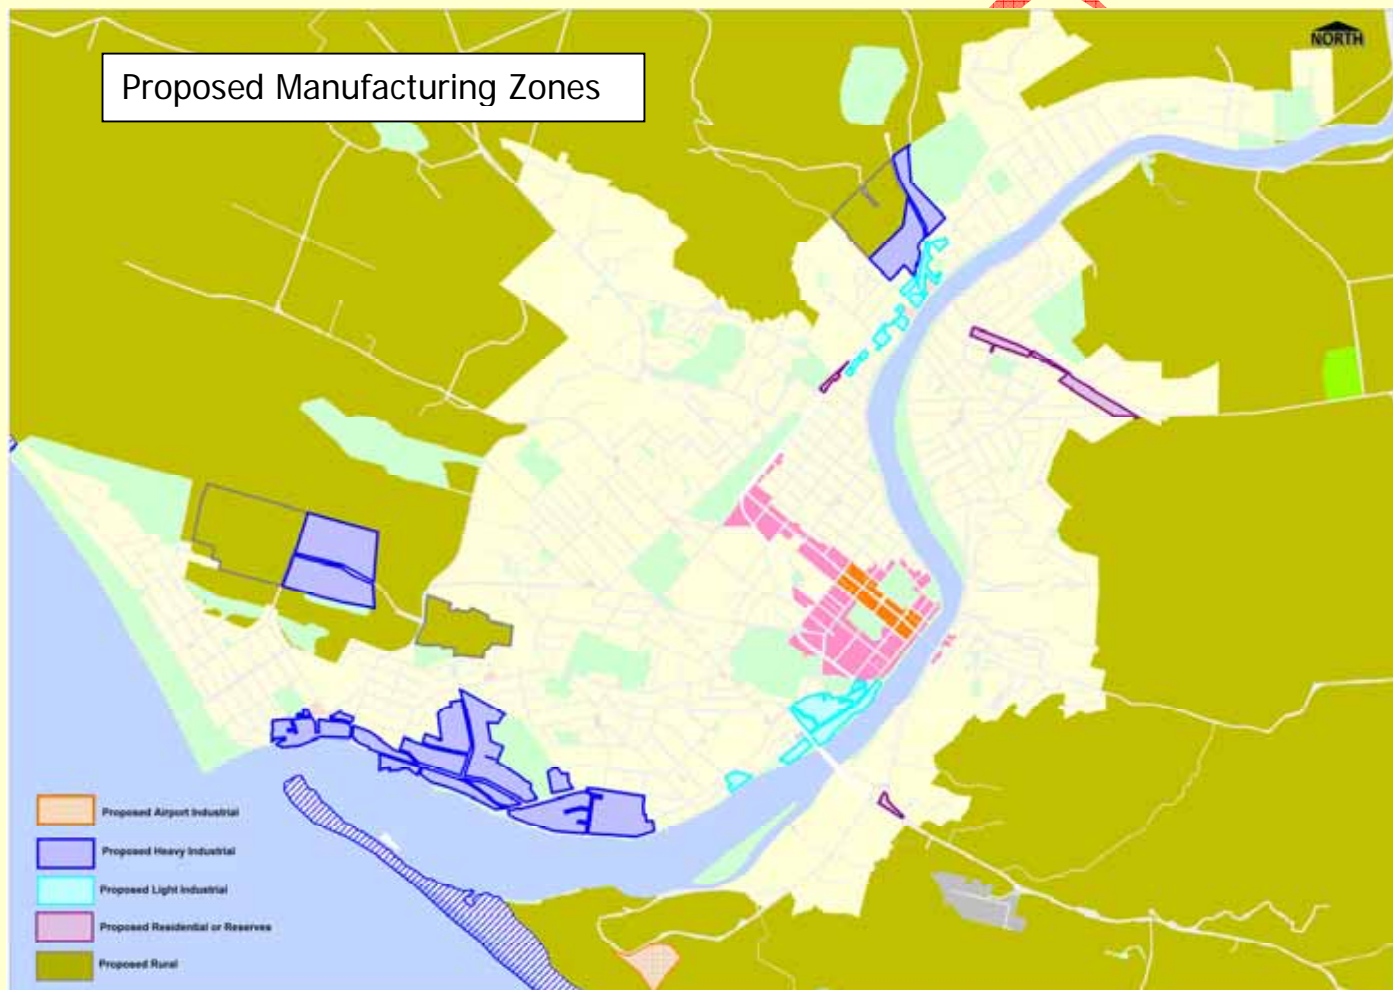 Proposed Manufacturing Zones
NORTH
Proposed Airport Industrial
Proposed Heavy Industrial
Proposed Light Industrial
Proposed Residential or Reserves
Proposed Rural